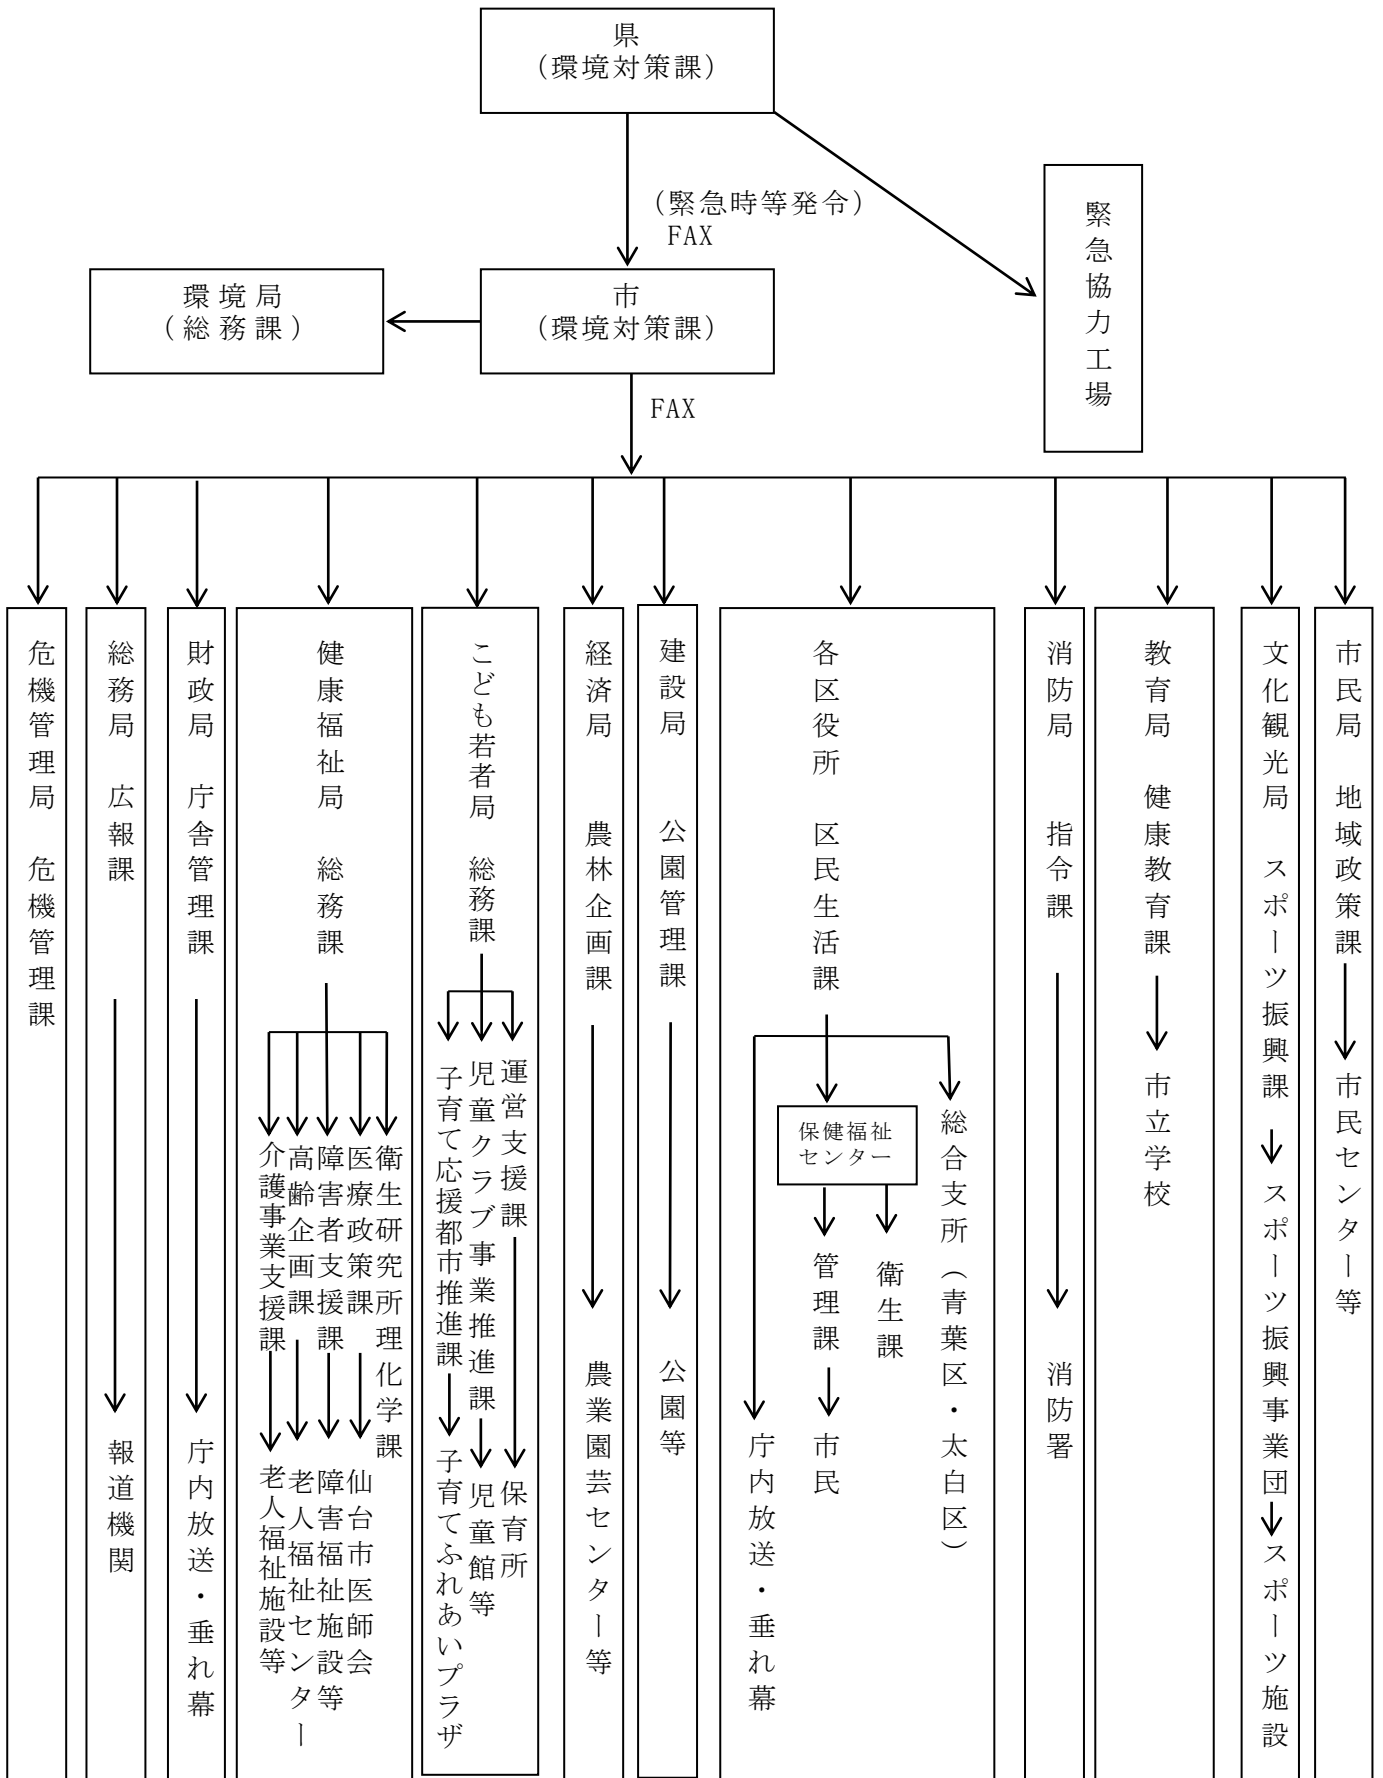 県
（環境対策課）
（緊急時等発令）
FAX
緊急協力工場
環境局
（総務課）
市
（環境対策課）
FAX
危機管理局　危機管理課
総務局　広報課
報道機関
財政局　庁舎管理課
庁内放送・垂れ幕
健康福祉局　総務課
介護事業支援課
老人福祉施設等
高齢企画課
老人福祉センター
障害者支援課
障害福祉施設等
医療政策課
仙台市医師会
衛生研究所理化学課
こども若者局　総務課
子育て応援都市推進課
子育てふれあいプラザ
児童クラブ事業推進課
児童館等
運営支援課
保育所
経済局　農林企画課
農業園芸センター等
建設局　公園管理課
公園等
各区役所　区民生活課
庁内放送・垂れ幕
保健福祉
センター
管理課
市民
衛生課
総合支所（青葉区・太白区）
消防局　指令課
消防署
教育局　健康教育課
市立学校
文化観光局　スポーツ振興課
スポーツ振興事業団
スポーツ施設
市民局　地域政策課
市民センター等